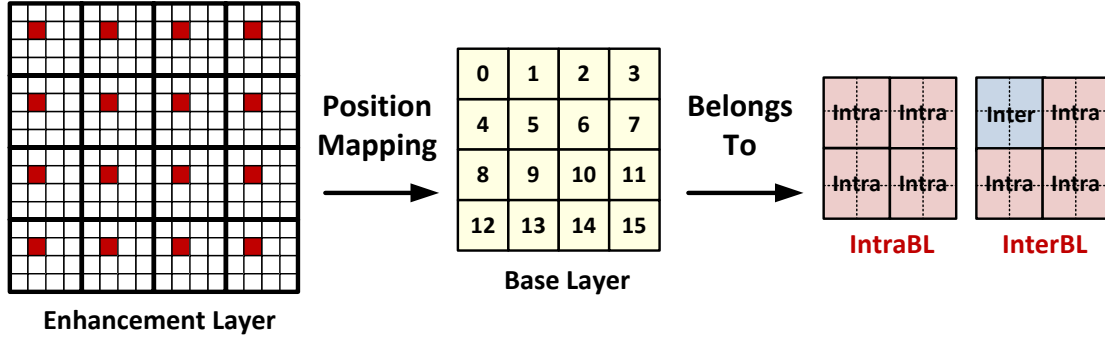 0 1 2 3
4 5 6 7
8 9 10 11
12 13 14 15
Position
Mapping
Belongs
To
Intra Intra
Intra Intra
Inter Intra
Intra Intra
IntraBL
InterBL
Base Layer
Enhancement Layer